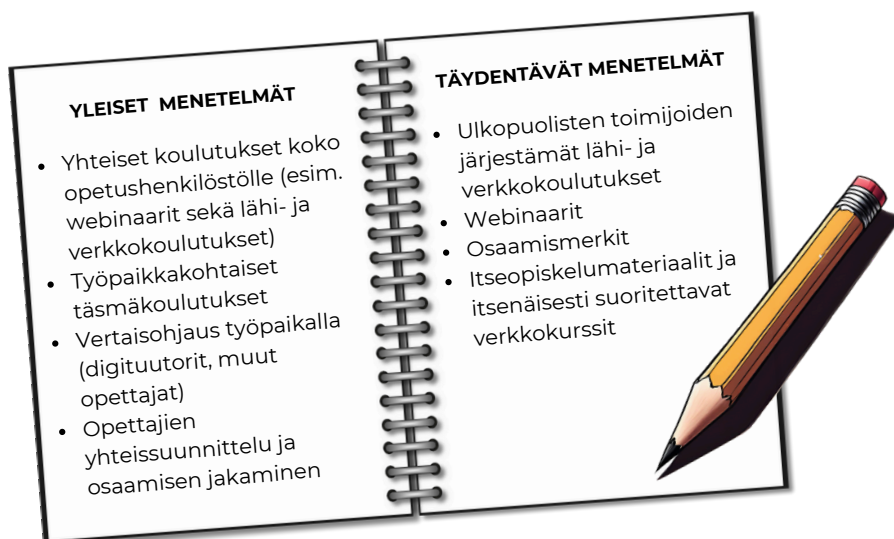 YLEISET MENETELMÄT
• Yhteiset koulutukset koko
opetushenkilöstölle (esim.
webinaarit sekä lähi- ja
verkkokoulutukset)
• Työpaikkakohtaiset
täsmäkoulutukset
• Vertaisohjaus työpaikalla
(digituutorit, muut
opettajat)
• Opettajien
yhteissuunnittelu ja
osaamisen jakaminen
TÄYDENTÄVÄT MENETELMÄT
• Ulkopuolisten toimijoiden
järjestämät lähi- ja
verkkokoulutukset
• Webinaarit
• Osaamismerkit
• Itseopiskelumateriaalit ja
itsenäisesti suoritettavat
verkkokurssit